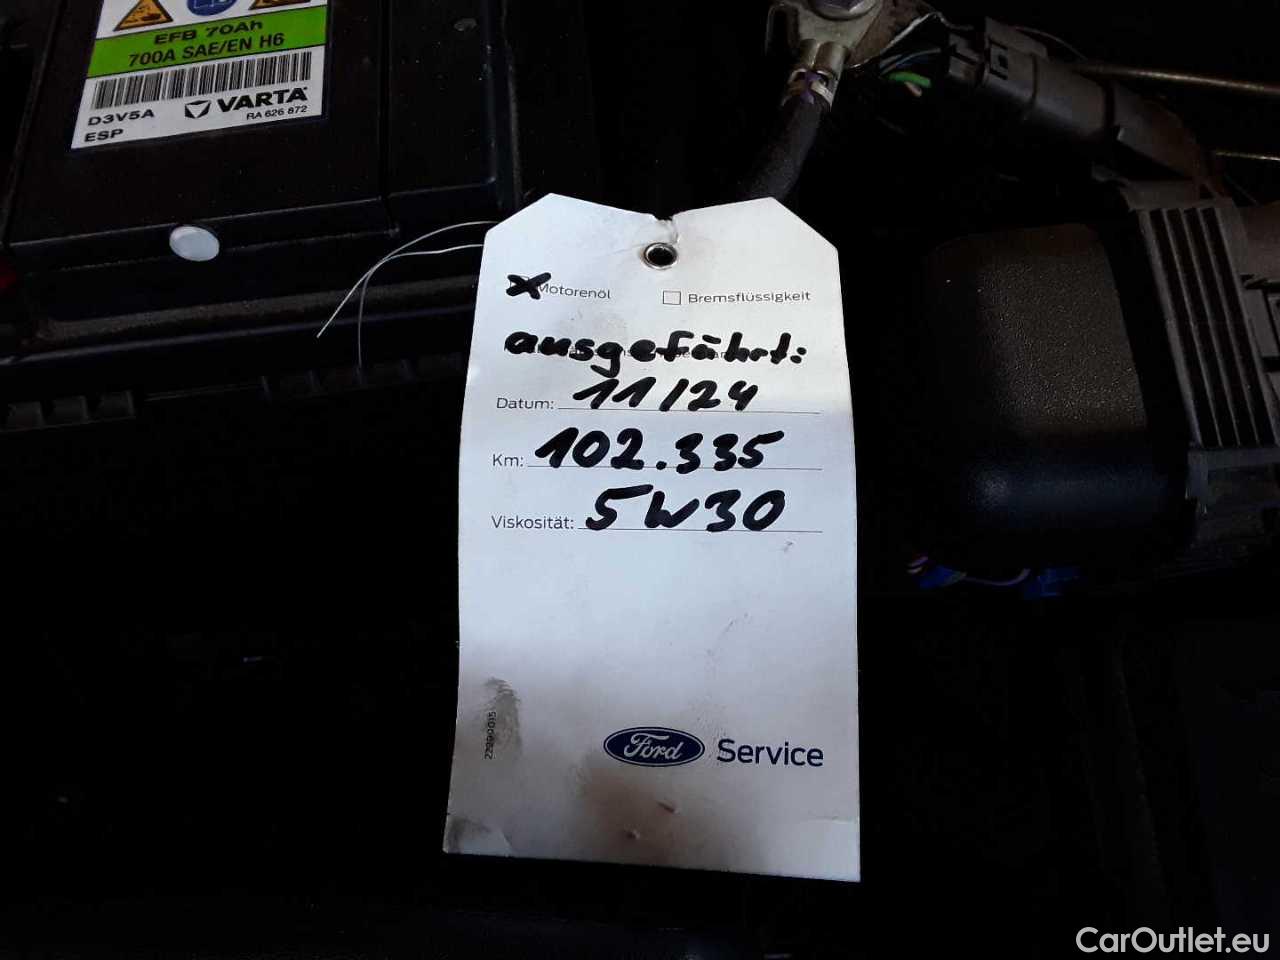 EFB 70Ah
700A SAE/EN H6
D3V5A
VARTA
RA 626 872
ESP
Motorenöl
Bremsflüssigkeit
ausgeführt:
Datum: 11/24
Km: 102.335
Viskosität: 5W30
22990015
Ford Service
CarOutlet.eu